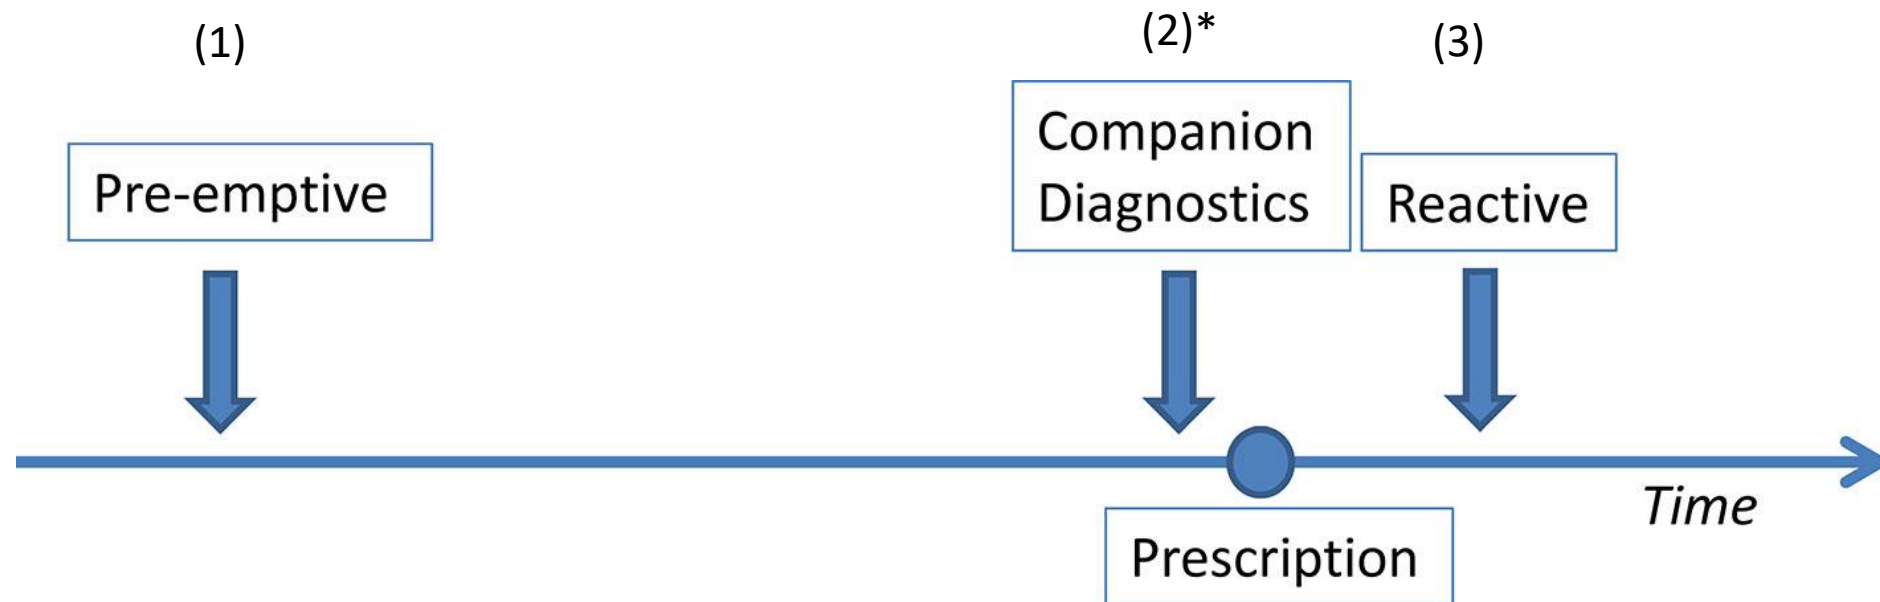 (1)
(2)*
(3)
Pre-emptive
Companion
Diagnostics
Reactive
Time
Prescription